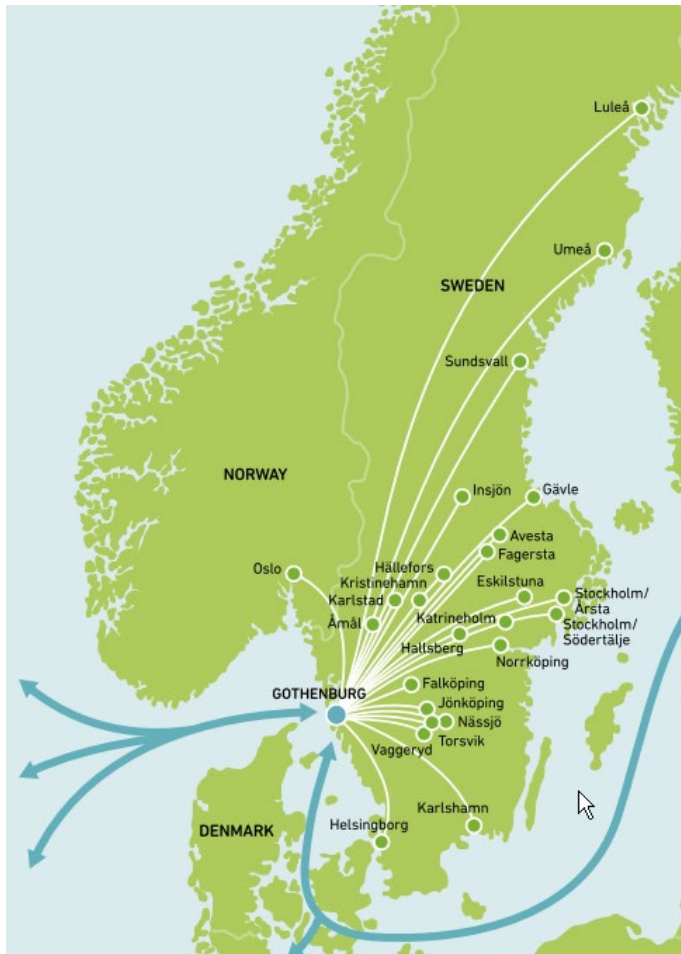 Luleå
Umeå
SWEDEN
Sundsvall
NORWAY
Insjön
Gävle
Avesta
Fagersta
Oslo
Hällefors
Kristinehamn
Eskilstuna
Karlstad
Stockholm/
Årsta
Åmål
Katrineholm
Stockholm/
Södertälje
Hallsberg
Norrköping
GOTHENBURG
Falköping
Jönköping
Nässjö
Torsvik
Vaggeryd
Karlshamn
DENMARK
Helsingborg